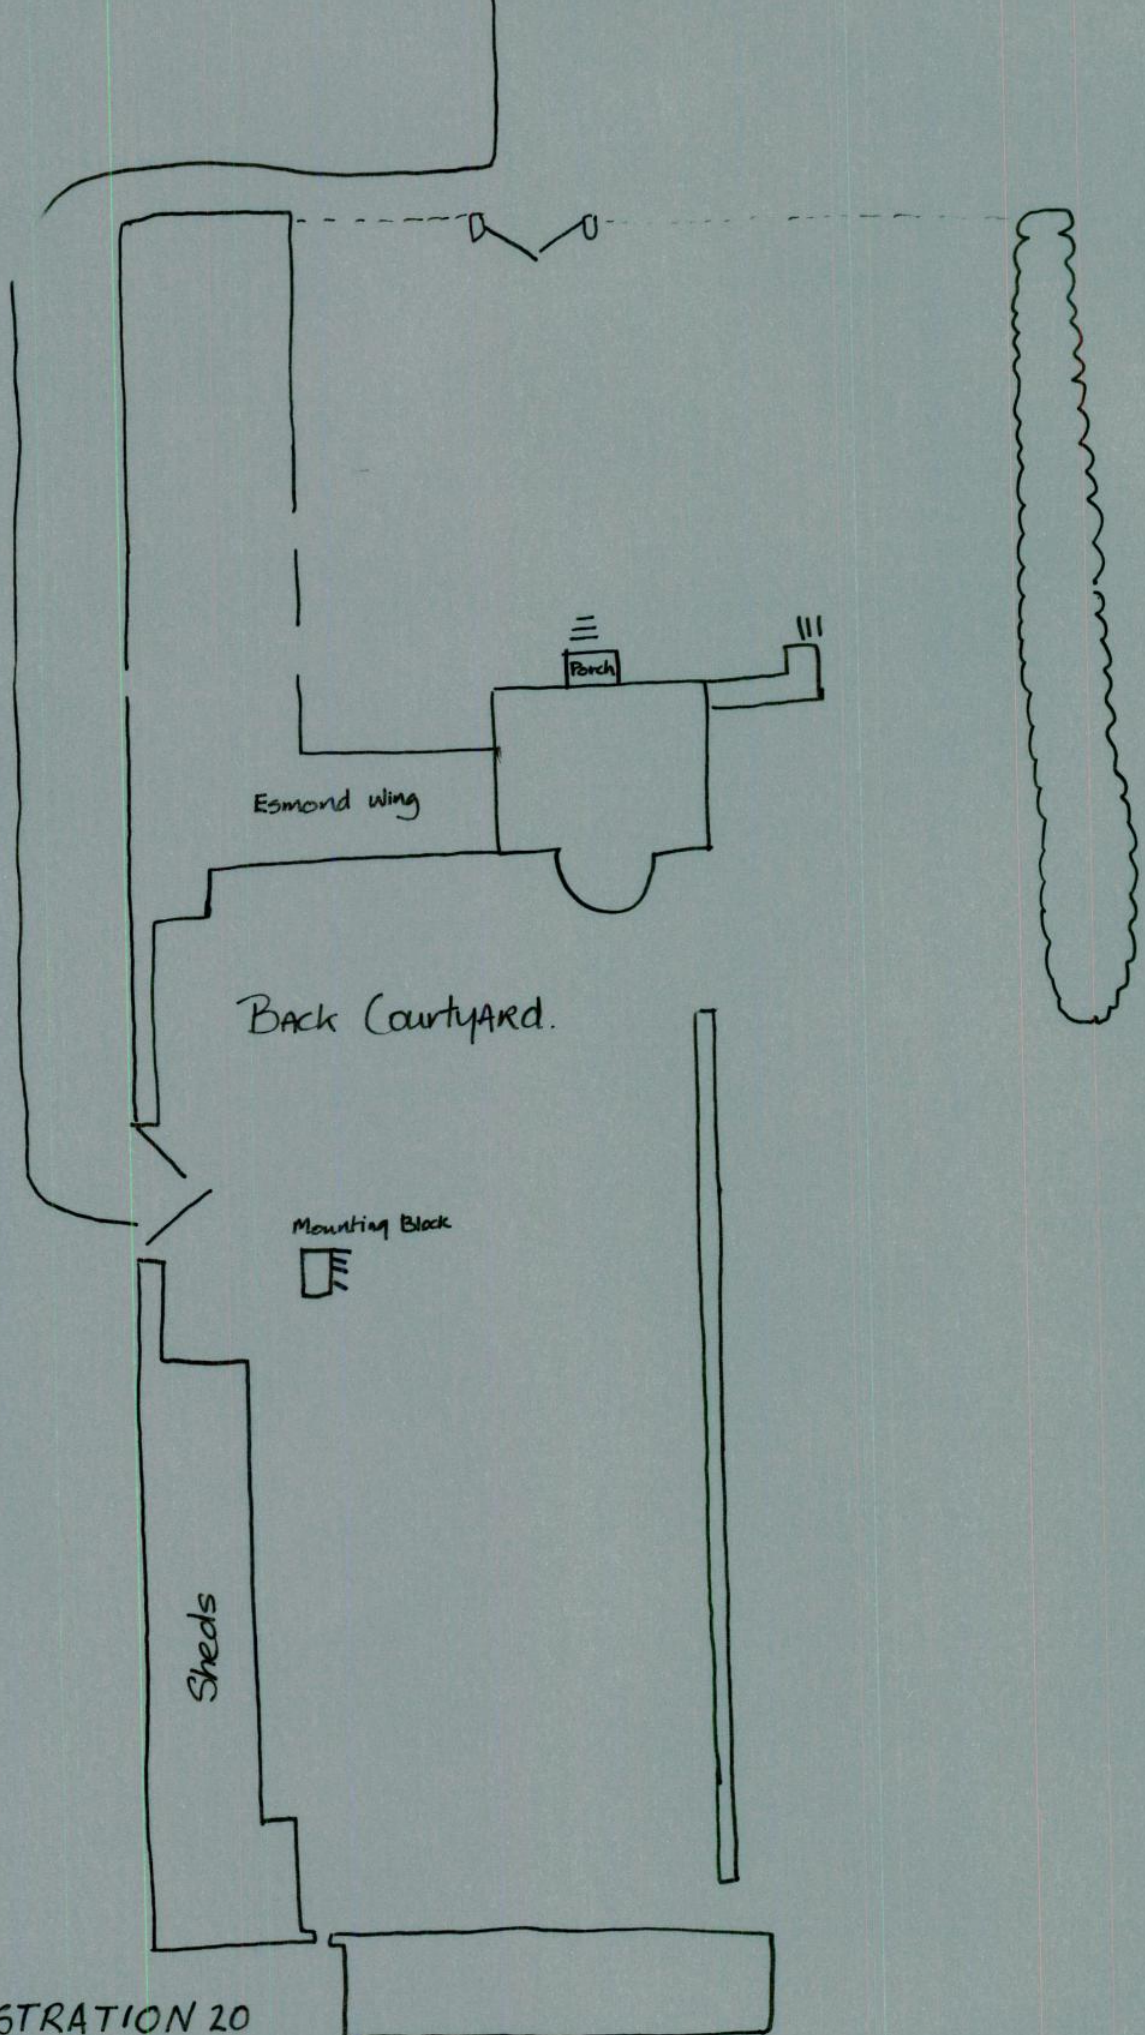 Porch
Esmond Wing
Back Courtyard.
Mounting Block
Sheds
STRATION 20